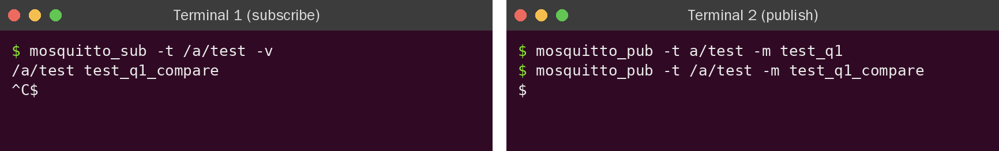 Terminal 1 (subscribe)
$ mosquitto_sub -t /a/test -v
/a/test test_q1_compare
^C$
Terminal 2 (publish)
$ mosquitto_pub -t a/test -m test_q1
$ mosquitto_pub -t /a/test -m test_q1_compare
$